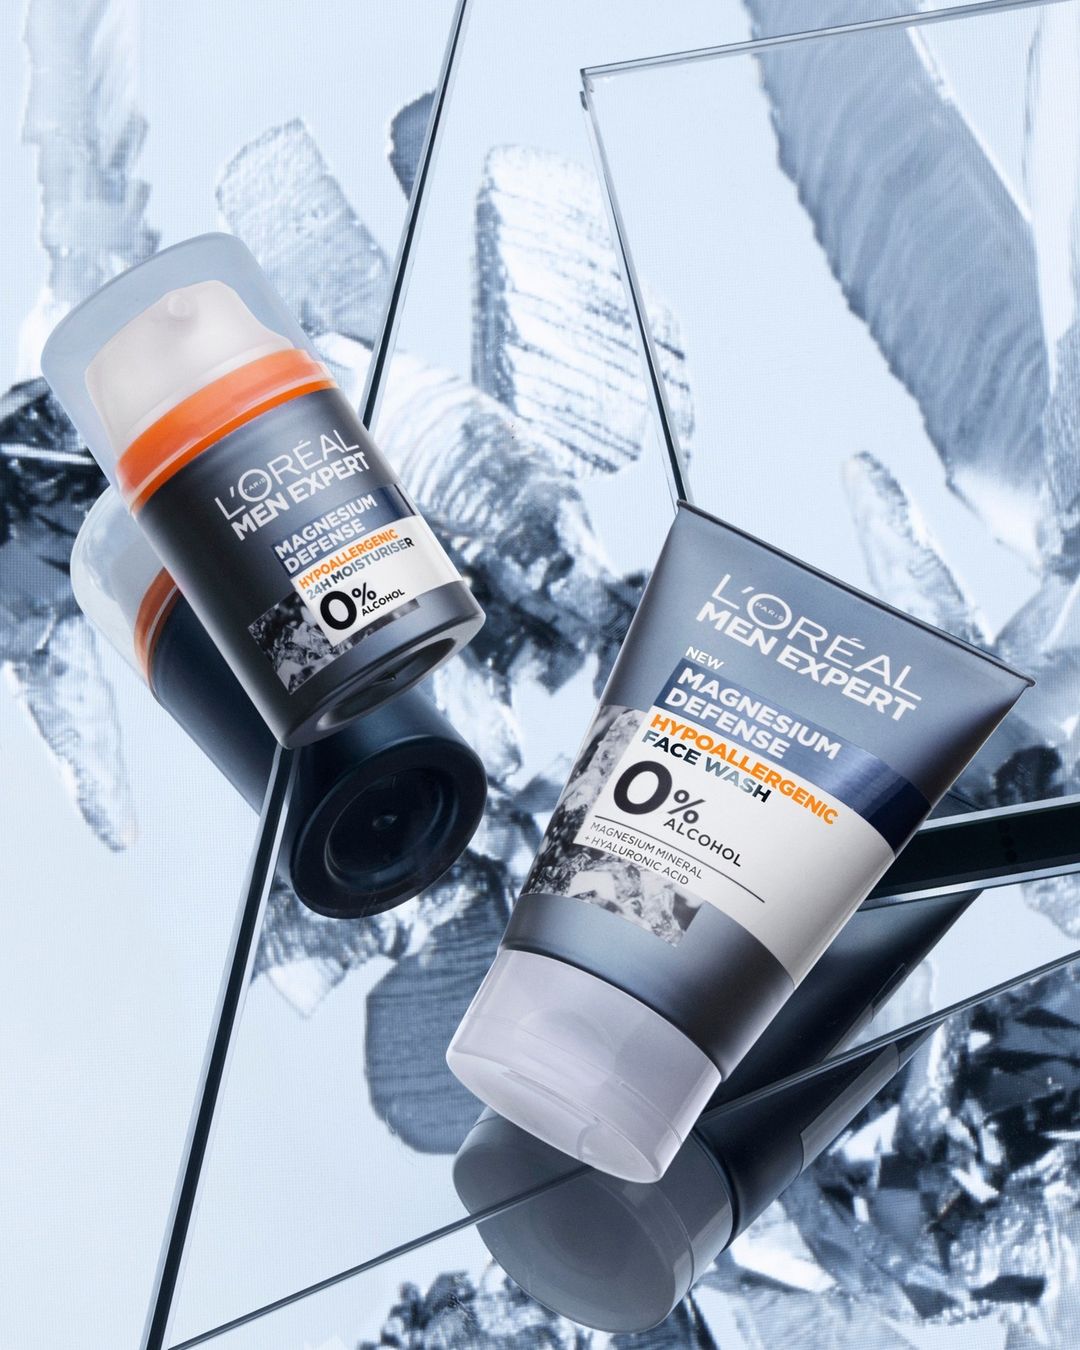 L'ORÉAL
PARIS
MEN EXPERT
MAGNESIUM
DEFENSE
HYPOALLERGENIC
24H MOISTURISER
0%
ALCOHOL
L'ORÉAL
PARIS
MEN EXPERT
NEW
MAGNESIUM
DEFENSE
HYPOALLERGENIC
FACE WASH
0%
ALCOHOL
MAGNESIUM MINERAL
+ HYALURONIC ACID